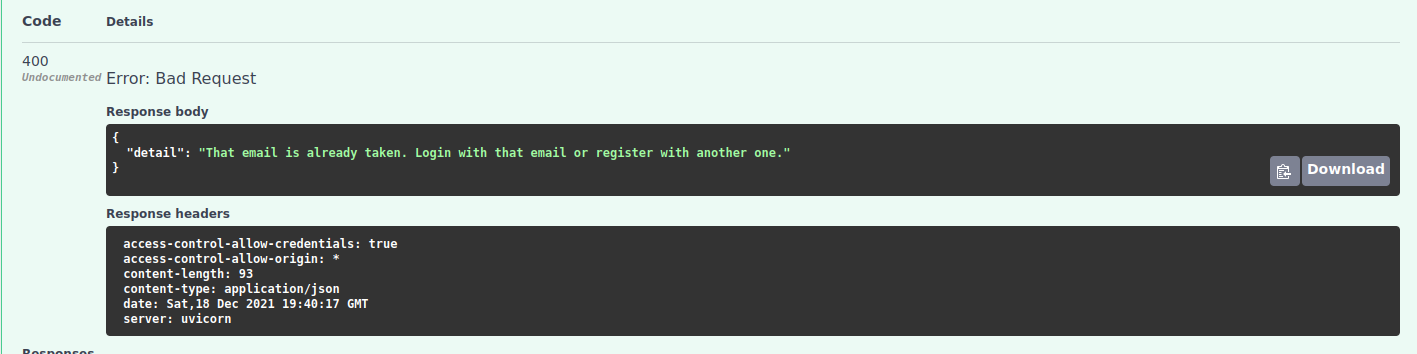 Code Details
400
Undocumented Error: Bad Request
Response body
{
  "detail": "That email is already taken. Login with that email or register with another one."
}
Download
Response headers
access-control-allow-credentials: true
access-control-allow-origin: *
content-length: 93
content-type: application/json
date: Sat,18 Dec 2021 19:40:17 GMT
server: uvicorn
Responses